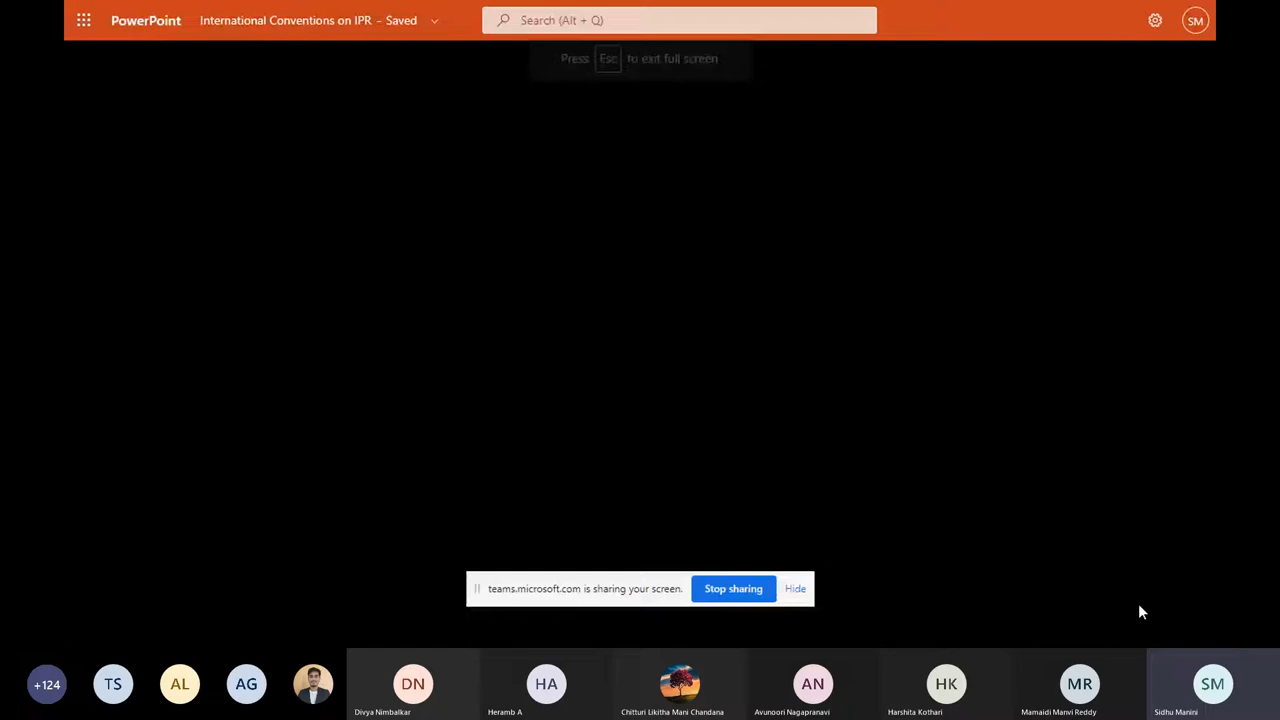 PowerPoint International Conventions on IPR - Saved
Search (Alt + Q)
SM
Press Esc to exit full screen
teams.microsoft.com is sharing your screen. Stop sharing Hide
+124 TS AL AG DN HA AN HK MR SM
Divya Nimbalkar Heramb A Chitturi Likitha Mani Chandana Avunoori Nagapranavi Harshita Kothari Mamaidi Manvi Reddy Sidhu Manini